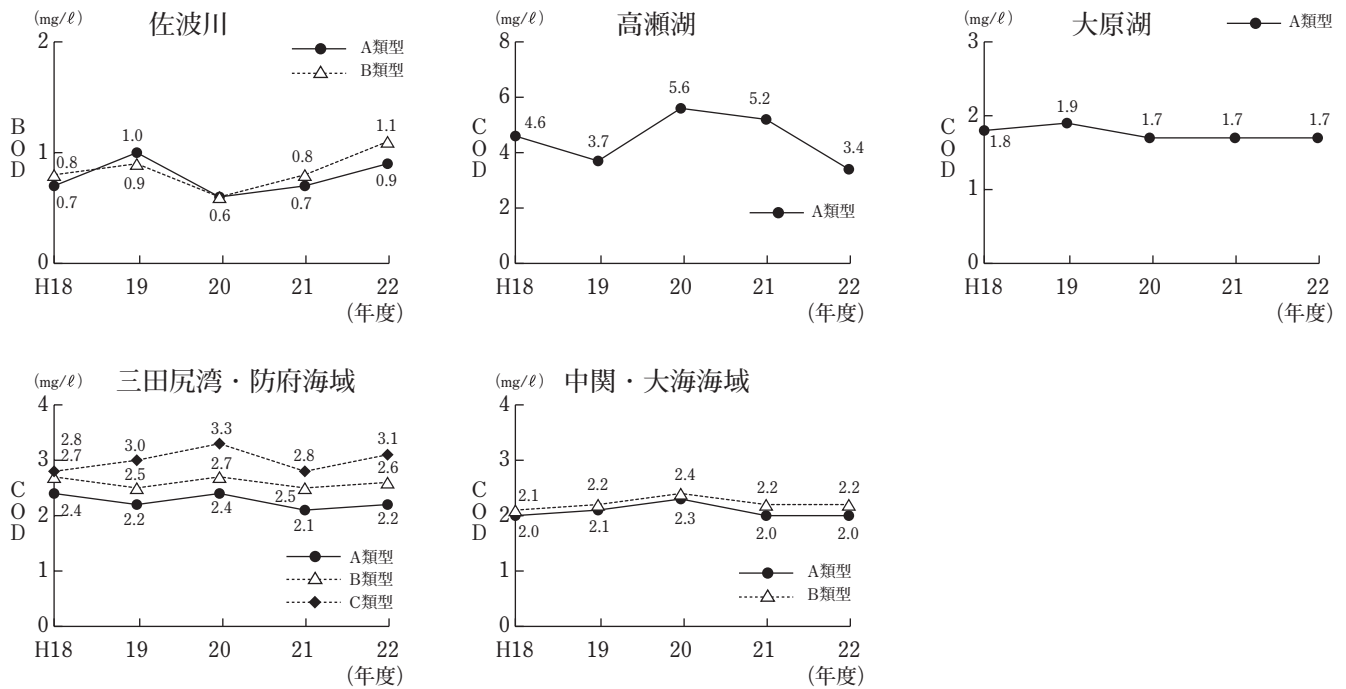 (mg/ℓ)
佐波川
A類型
B類型
BOD
2
1
0
0.8
0.7
1.0
0.9
0.6
0.8
0.7
1.1
0.9
H18 19 20 21 22
(年度)
(mg/ℓ)
高瀬湖
COD
8
6
4
2
0
4.6
3.7
5.6
5.2
3.4
A類型
H18 19 20 21 22
(年度)
(mg/ℓ)
大原湖
A類型
COD
3
2
1
0
1.8
1.9
1.7
1.7
1.7
H18 19 20 21 22
(年度)
(mg/ℓ)
三田尻湾・防府海域
COD
4
3
2
1
0
2.8
2.7
2.4
3.0
2.5
2.2
3.3
2.7
2.4
2.8
2.5
2.1
3.1
2.6
2.2
A類型
B類型
C類型
H18 19 20 21 22
(年度)
(mg/ℓ)
中関・大海海域
COD
4
3
2
1
0
2.1
2.0
2.2
2.1
2.4
2.3
2.2
2.0
2.2
2.0
A類型
B類型
H18 19 20 21 22
(年度)